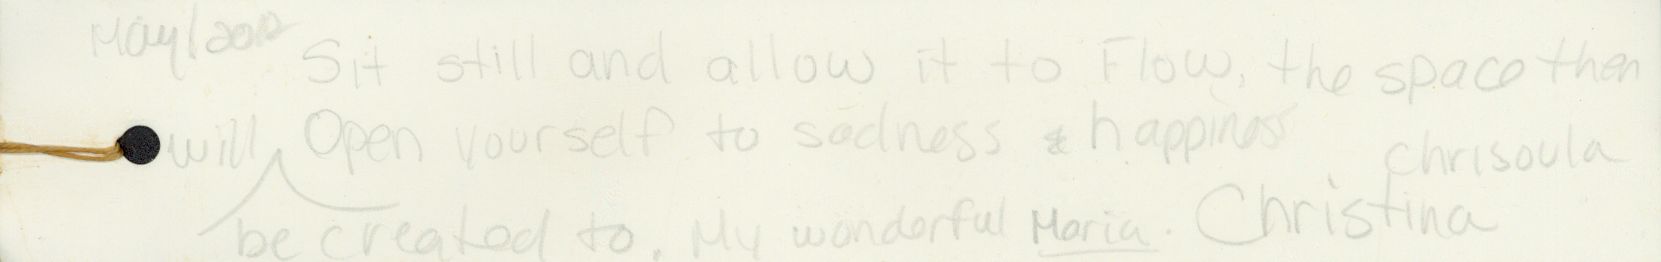 May/2012
Sit still and allow it to Flow, the space then
will Open yourself to sadness & happiness
chrisoula
be created to, My wonderful Maria. Christina